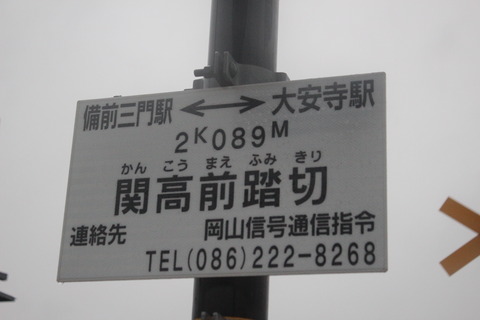 備前三門駅 ←→ 大安寺駅
2K089M
かん こう まえ ふみ きり
関高前踏切
連絡先 岡山信号通信指令
TEL(086)222-8268